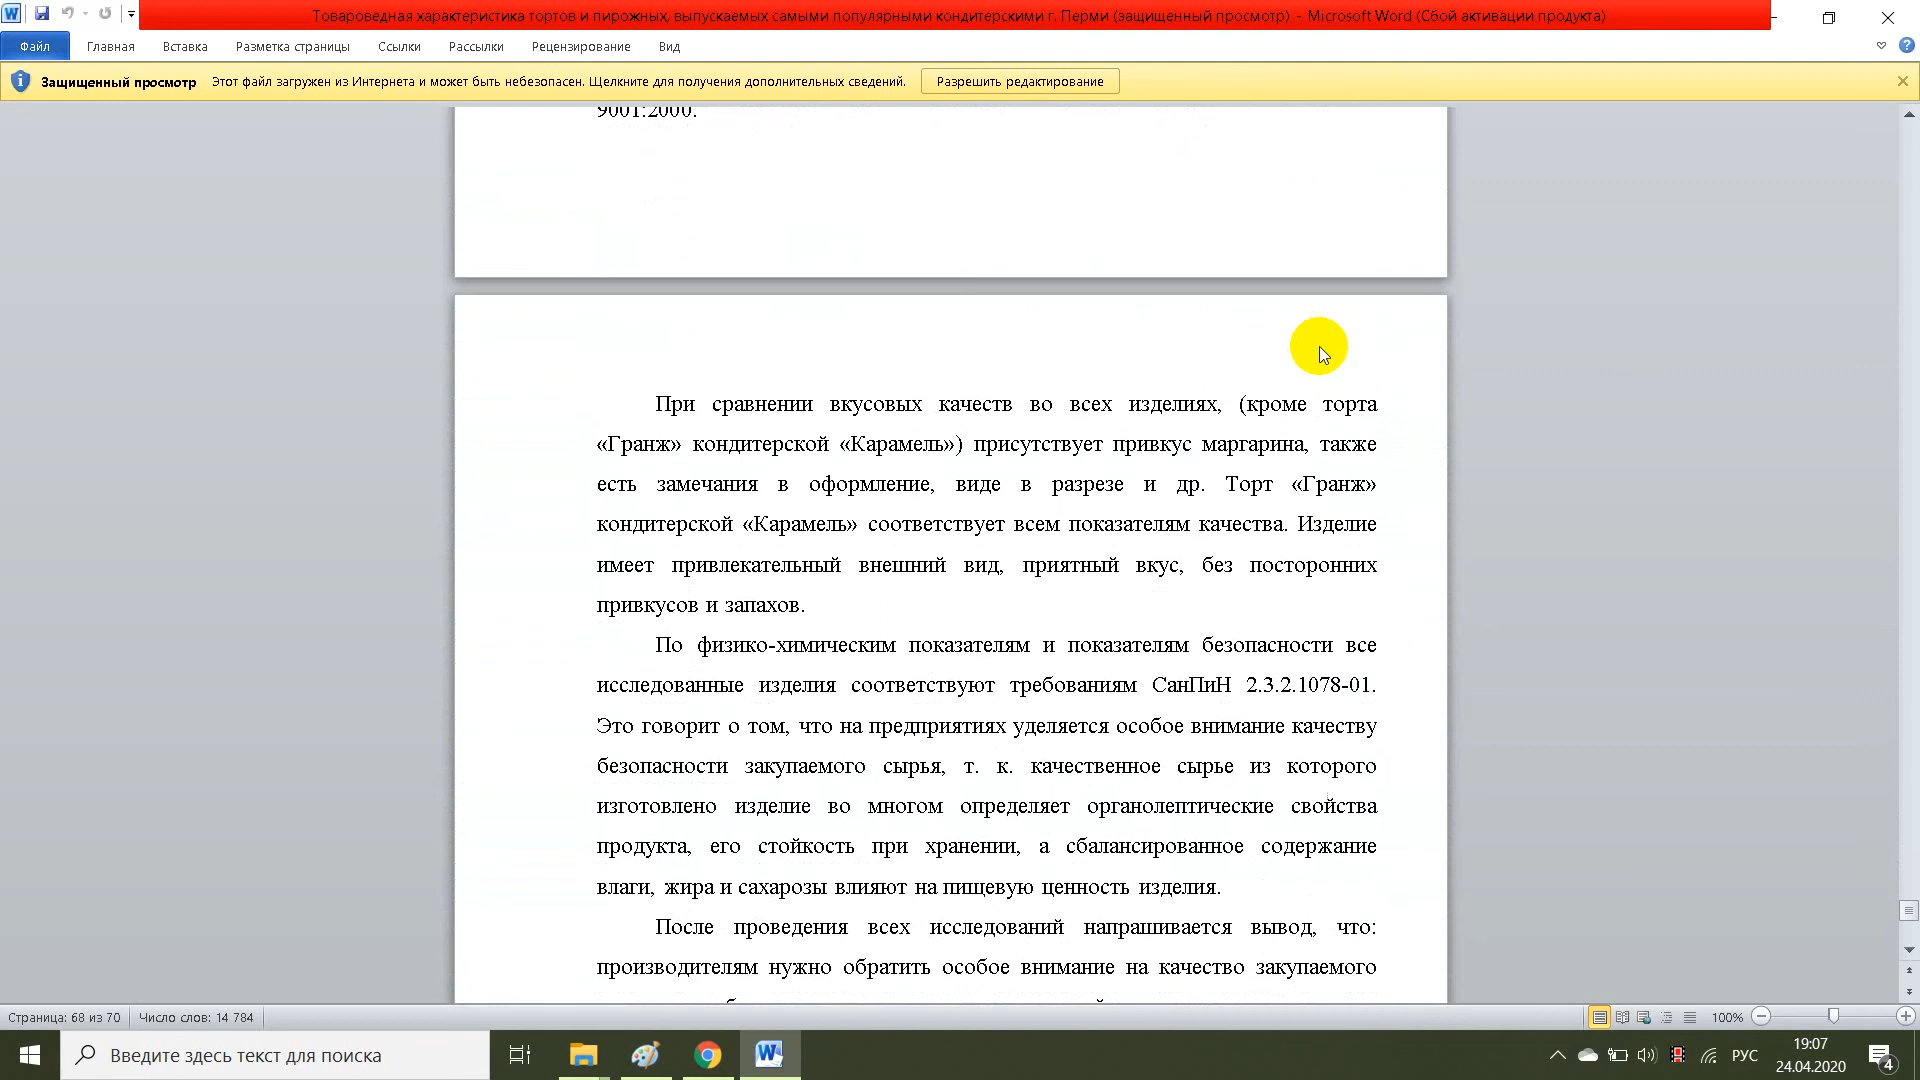 Товароведная характеристика тортов и пирожных, выпускаемых самыми популярными кондитерскими г. Перми (защищенный просмотр) - Microsoft Word (Сбой активации продукта)
Файл Главная Вставка Разметка страницы Ссылки Рассылки Рецензирование Вид
Защищенный просмотр Этот файл загружен из Интернета и может быть небезопасен. Щелкните для получения дополнительных сведений. Разрешить редактирование
9001:2000.
При сравнении вкусовых качеств во всех изделиях, (кроме торта
«Гранж» кондитерской «Карамель») присутствует привкус маргарина, также
есть замечания в оформление, виде в разрезе и др. Торт «Гранж»
кондитерской «Карамель» соответствует всем показателям качества. Изделие
имеет привлекательный внешний вид, приятный вкус, без посторонних
привкусов и запахов.
По физико-химическим показателям и показателям безопасности все
исследованные изделия соответствуют требованиям СанПиН 2.3.2.1078-01.
Это говорит о том, что на предприятиях уделяется особое внимание качеству
безопасности закупаемого сырья, т. к. качественное сырье из которого
изготовлено изделие во многом определяет органолептические свойства
продукта, его стойкость при хранении, а сбалансированное содержание
влаги, жира и сахарозы влияют на пищевую ценность изделия.
После проведения всех исследований напрашивается вывод, что:
производителям нужно обратить особое внимание на качество закупаемого
Страница: 68 из 70 Число слов: 14 784 100%
Введите здесь текст для поиска РУС 19:07
24.04.2020 4